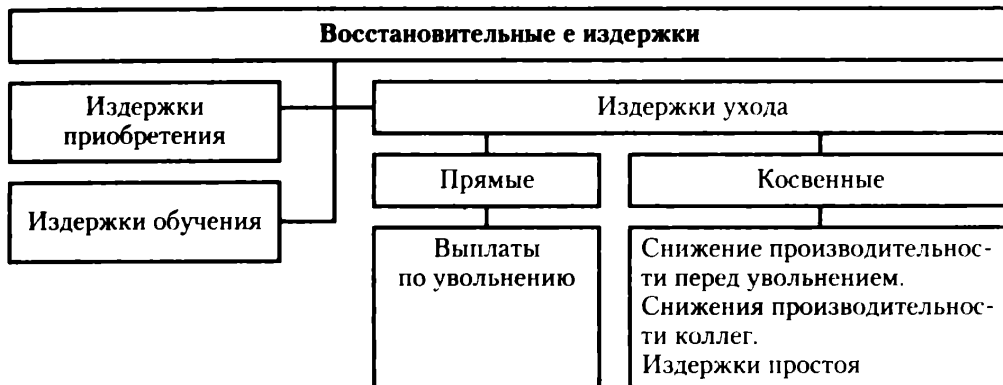 Восстановительные е издержки
Издержки
приобретения
Издержки ухода
Издержки обучения
Прямые
Косвенные
Выплаты
по увольнению
Снижение производительнос-
ти перед увольнением.
Снижения производительнос-
ти коллег.
Издержки простоя